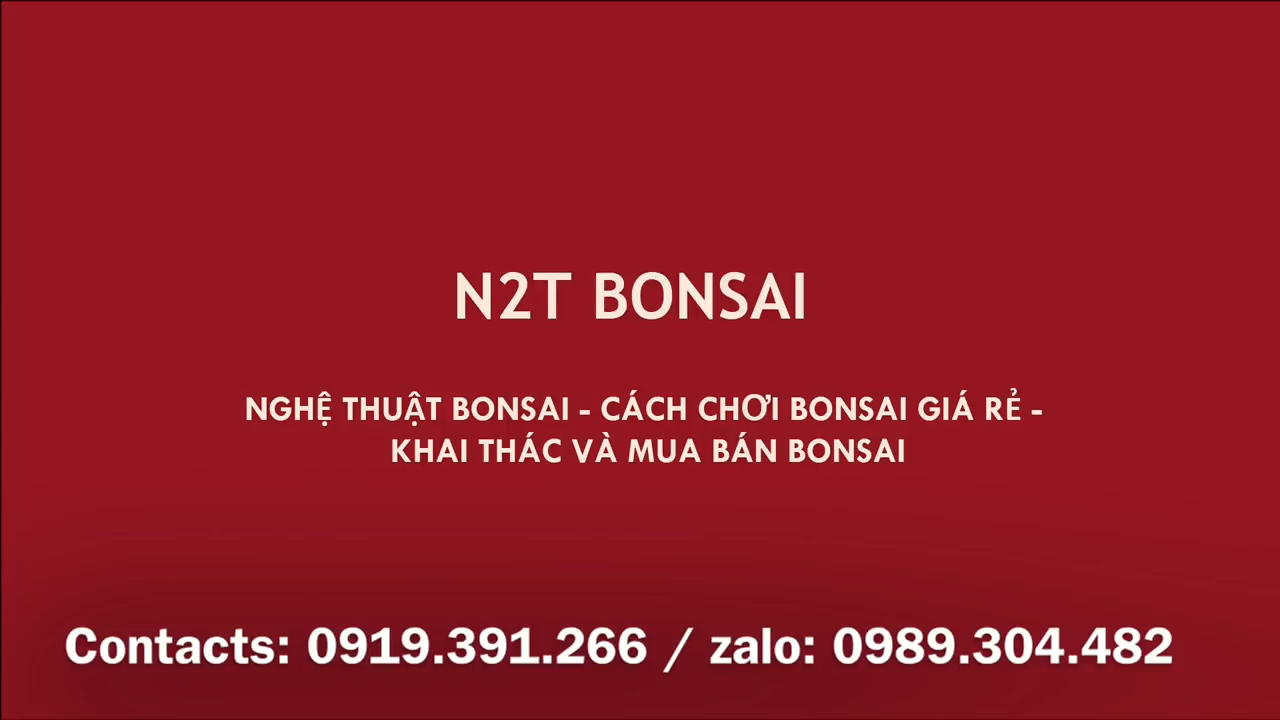 N2T BONSAI
NGHỆ THUẬT BONSAI - CÁCH CHƠI BONSAI GIÁ RẺ -
KHAI THÁC VÀ MUA BÁN BONSAI
Contacts: 0919.391.266 / zalo: 0989.304.482